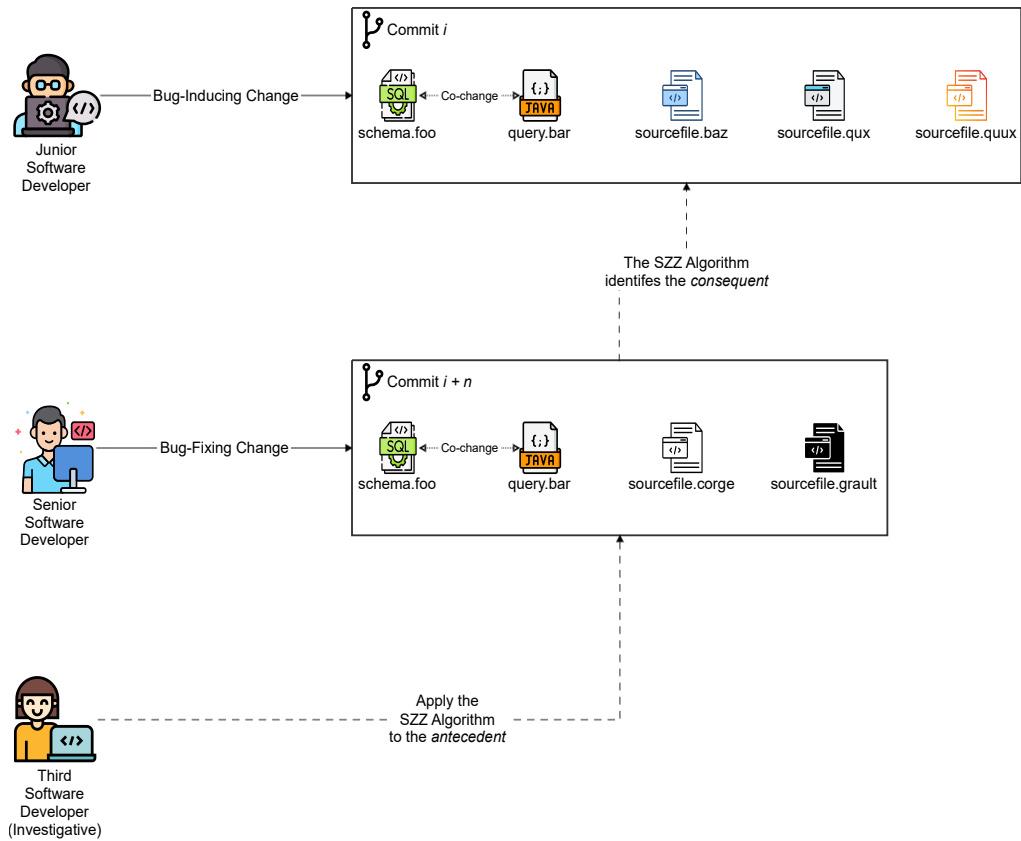 Commit i
</>
SQL
{;}
JAVA
</>
</>
</>
</>
Co-change
schema.foo
query.bar
sourcefile.baz
sourcefile.qux
sourcefile.quux
Bug-Inducing Change
</>
Junior
Software
Developer
The SZZ Algorithm
identifes the consequent
Commit i + n
</>
SQL
{;}
JAVA
</>
</>
Co-change
schema.foo
query.bar
sourcefile.corge
sourcefile.grault
Bug-Fixing Change
</>
Senior
Software
Developer
Apply the
SZZ Algorithm
to the antecedent
</>
Third
Software
Developer
(Investigative)